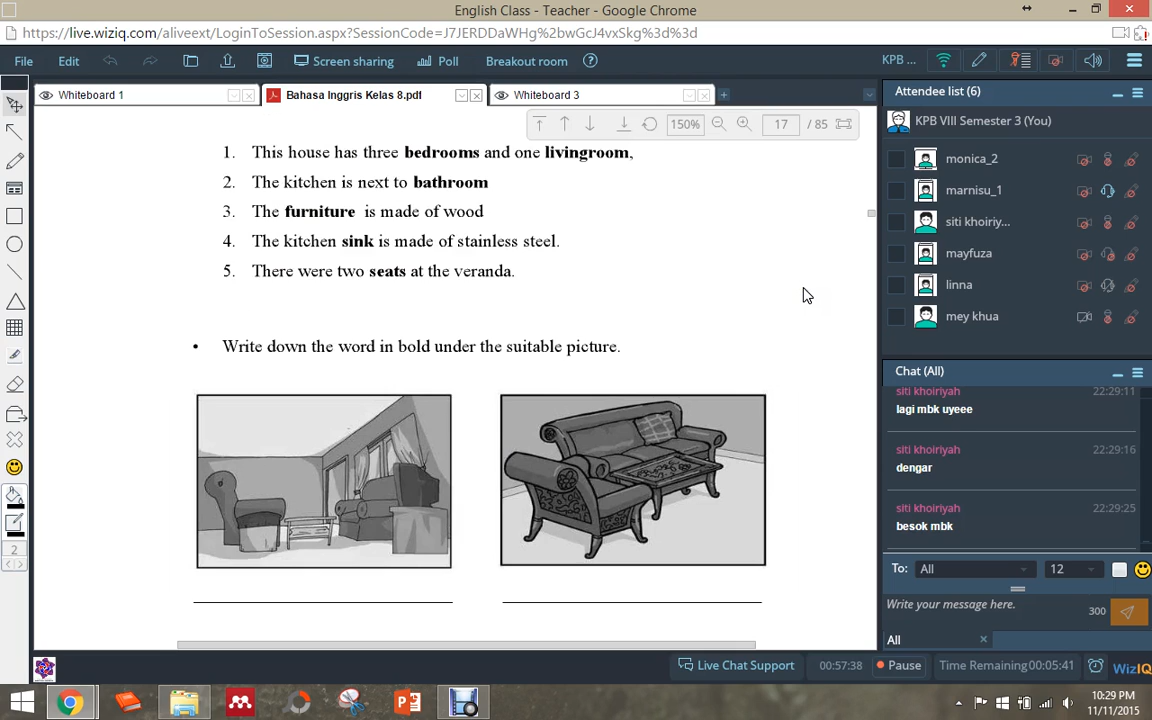 English Class - Teacher - Google Chrome
https://live.wiziq.com/aliveext/LoginToSession.aspx?SessionCode=J7JERDDaWHg%2bwGcJ4vxSkg%3d%3d
File Edit Screen sharing Poll Breakout room KPB ...
Whiteboard 1 Bahasa Inggris Kelas 8.pdf Whiteboard 3
150% 17 / 85
1. This house has three bedrooms and one livingroom,
2. The kitchen is next to bathroom
3. The furniture is made of wood
4. The kitchen sink is made of stainless steel.
5. There were two seats at the veranda.
• Write down the word in bold under the suitable picture.
2
Attendee list (6)
KPB VIII Semester 3 (You)
monica_2
marnisu_1
siti khoiriy...
mayfuza
linna
mey khua
Chat (All)
siti khoiriyah 22:29:11
lagi mbk uyeee
siti khoiriyah 22:29:16
dengar
siti khoiriyah 22:29:25
besok mbk
To: All 12
Write your message here. 300
All
Live Chat Support 00:57:38 Pause Time Remaining 00:05:41 WizIQ
10:29 PM
11/11/2015